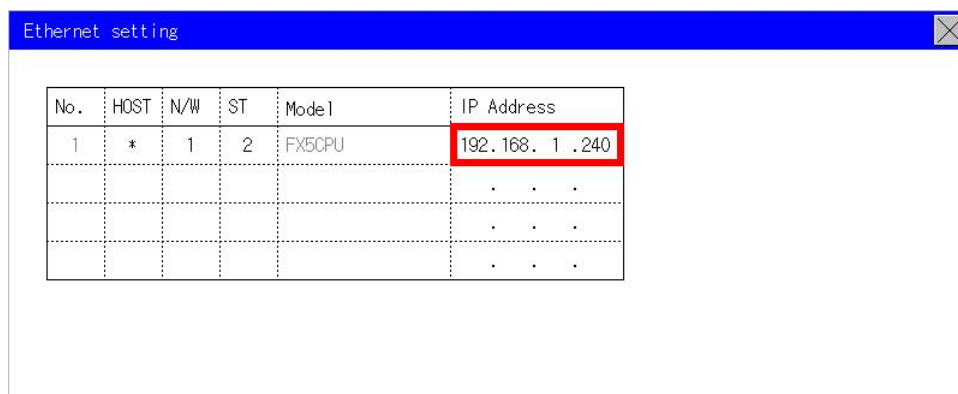 Ethernet setting
No. HOST N/W ST Model IP Address
1 * 1 2 FX5CPU 192.168. 1 .240
. . .
. . .
. . .